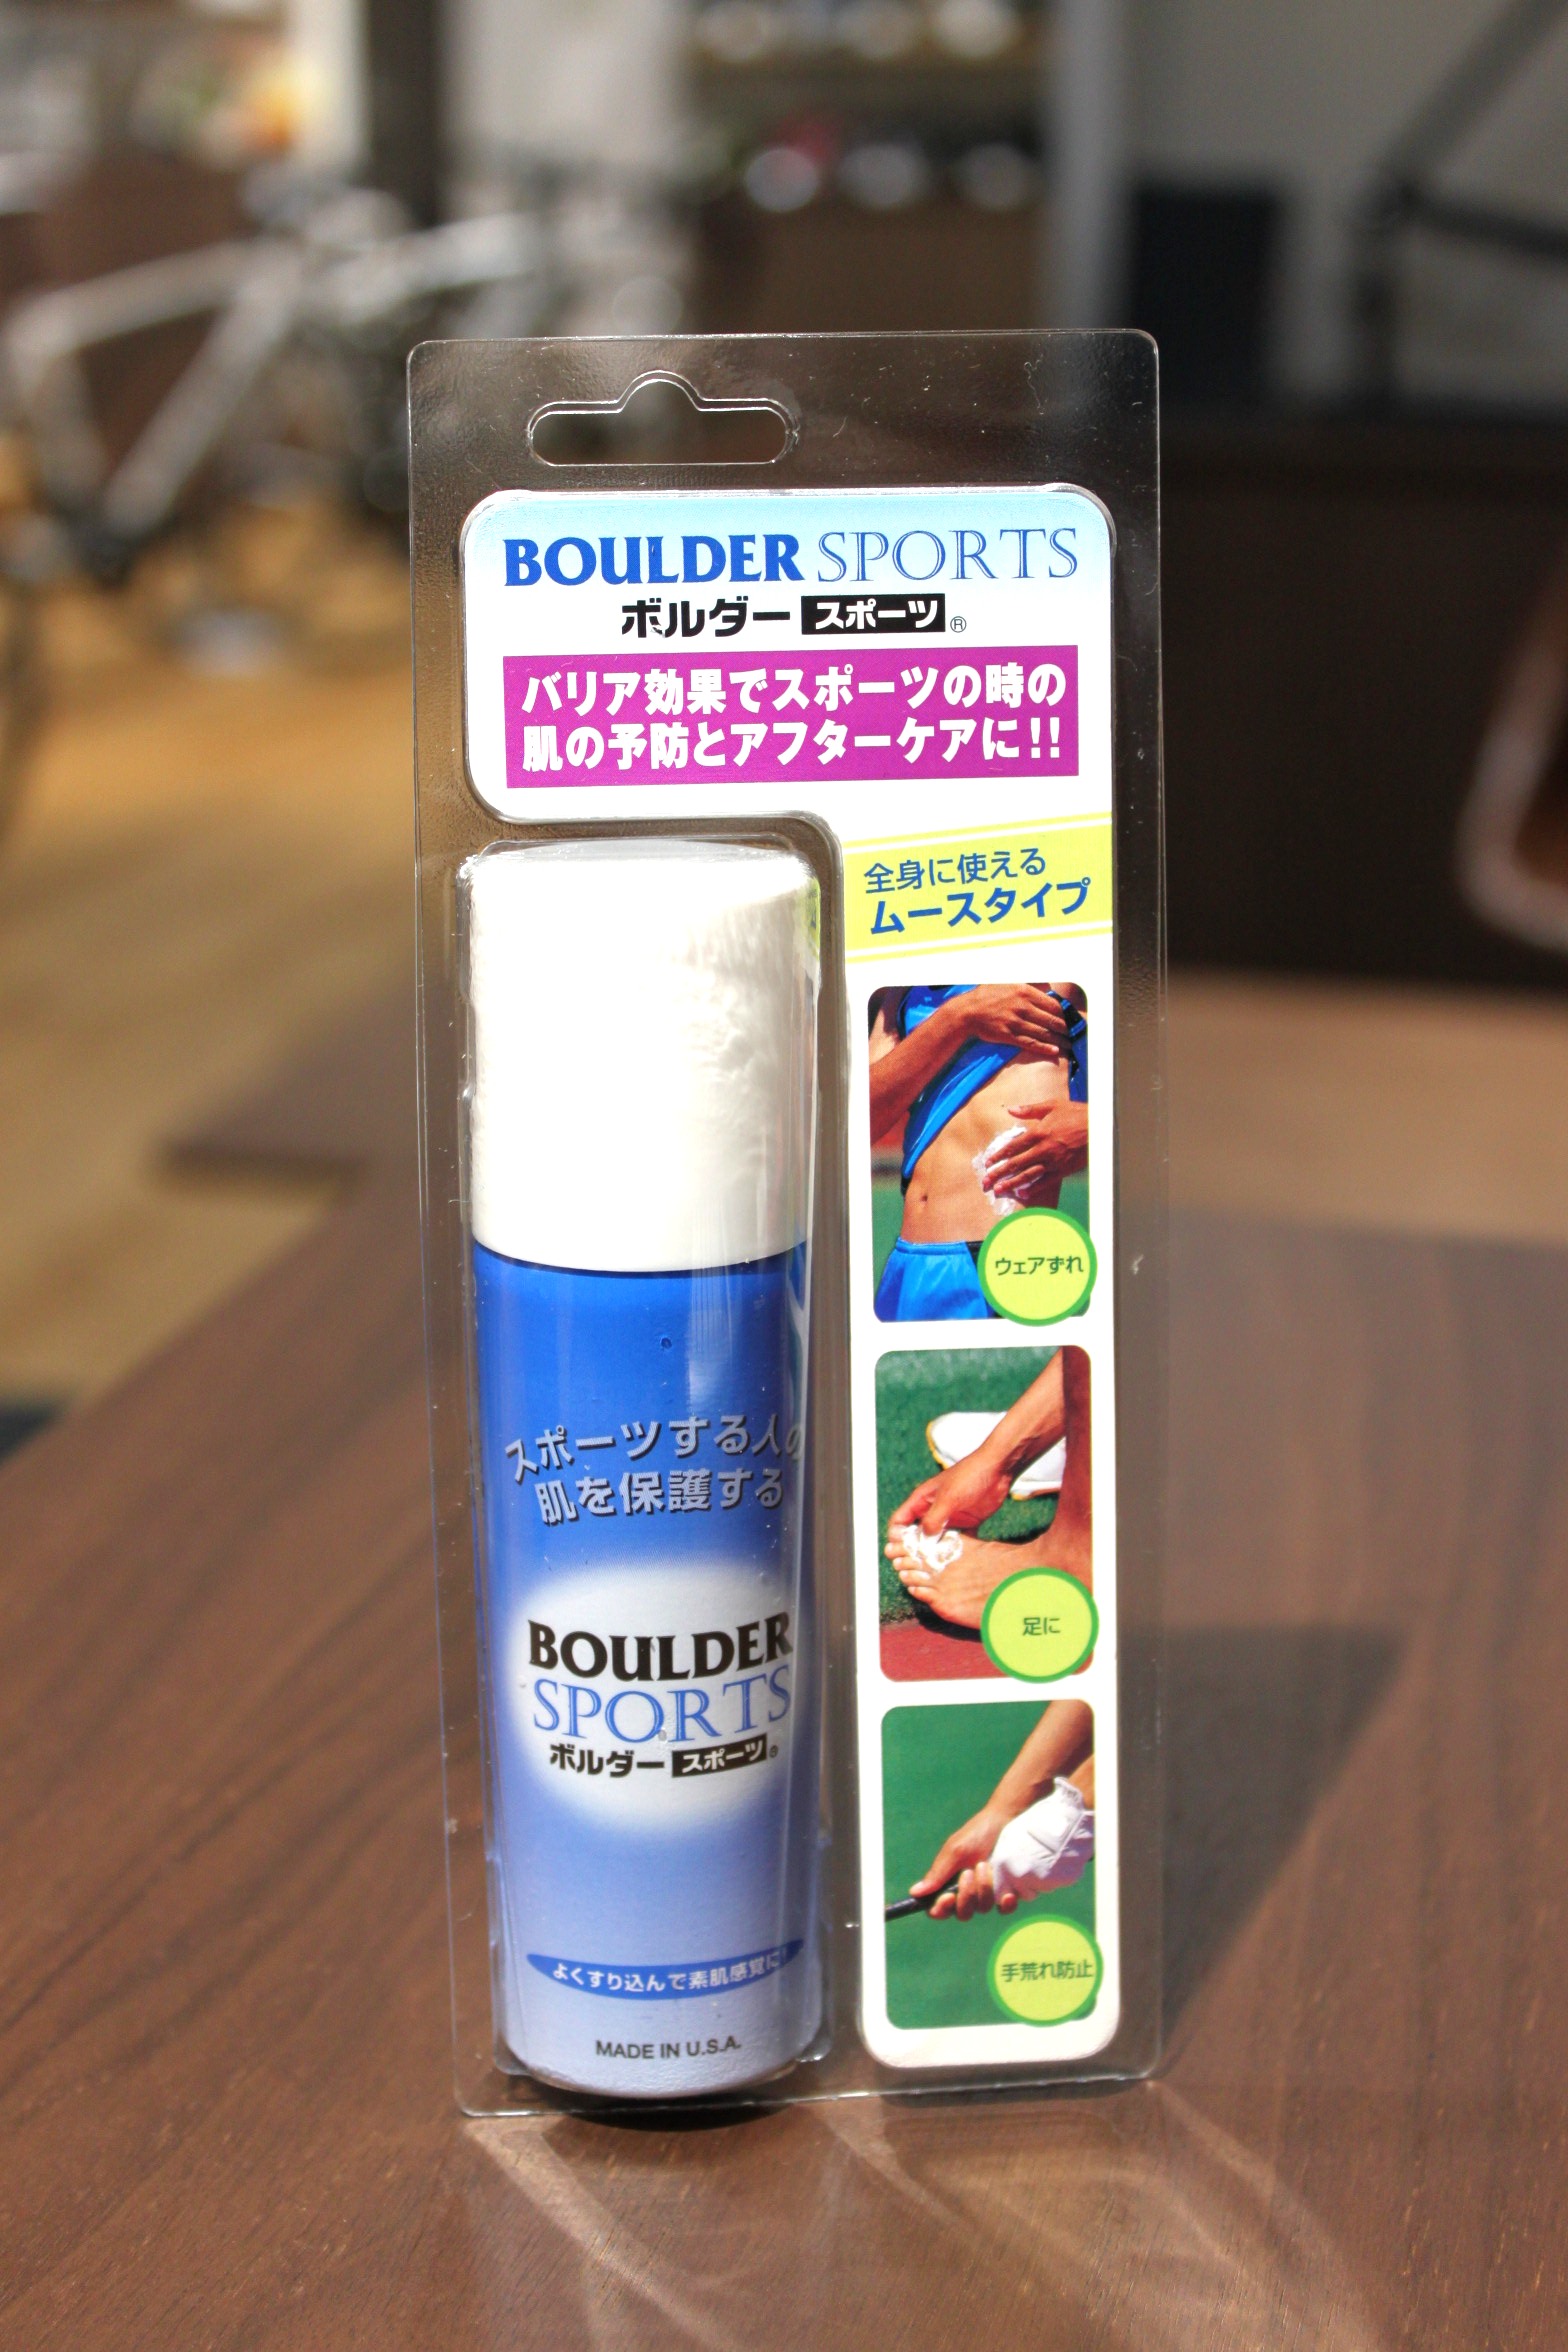 BOULDER SPORTS
ボルダー スポーツ®
バリア効果でスポーツの時の
肌の予防とアフターケアに!!
全身に使える
ムースタイプ
ウェアずれ
足に
手荒れ防止
スポーツする人の
肌を保護する
BOULDER
SPORTS
ボルダー スポーツ®
よくすり込んで素肌感覚に!
MADE IN U.S.A.